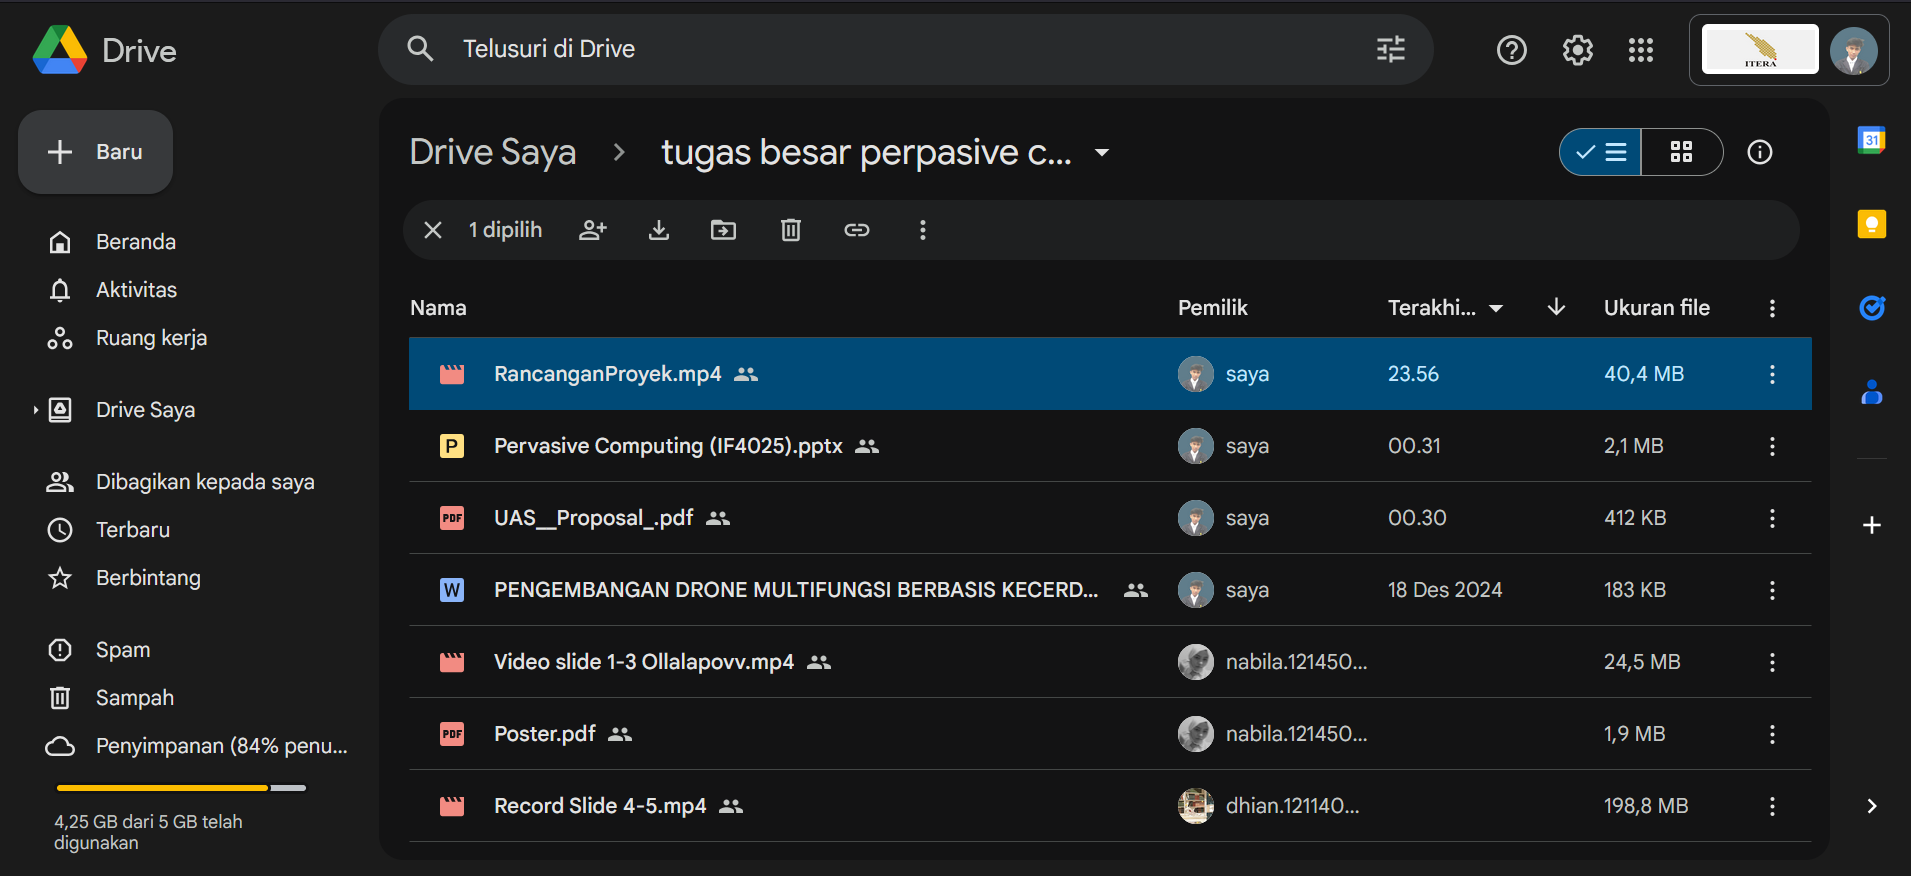 Drive
Telusuri di Drive
ITERA
Baru
Drive Saya
tugas besar perpasive c...
1 dipilih
Beranda
Aktivitas
Ruang kerja
Drive Saya
Dibagikan kepada saya
Terbaru
Berbintang
Spam
Sampah
Penyimpanan (84% penu...
4,25 GB dari 5 GB telah
digunakan
Nama Pemilik Terakhi... Ukuran file
RancanganProyek.mp4 saya 23.56 40,4 MB
P Pervasive Computing (IF4025).pptx saya 00.31 2,1 MB
PDF UAS__Proposal_.pdf saya 00.30 412 KB
W PENGEMBANGAN DRONE MULTIFUNGSI BERBASIS KECERD... saya 18 Des 2024 183 KB
Video slide 1-3 Ollalapovv.mp4 nabila.121450... 24,5 MB
PDF Poster.pdf nabila.121450... 1,9 MB
Record Slide 4-5.mp4 dhian.121140... 198,8 MB
31